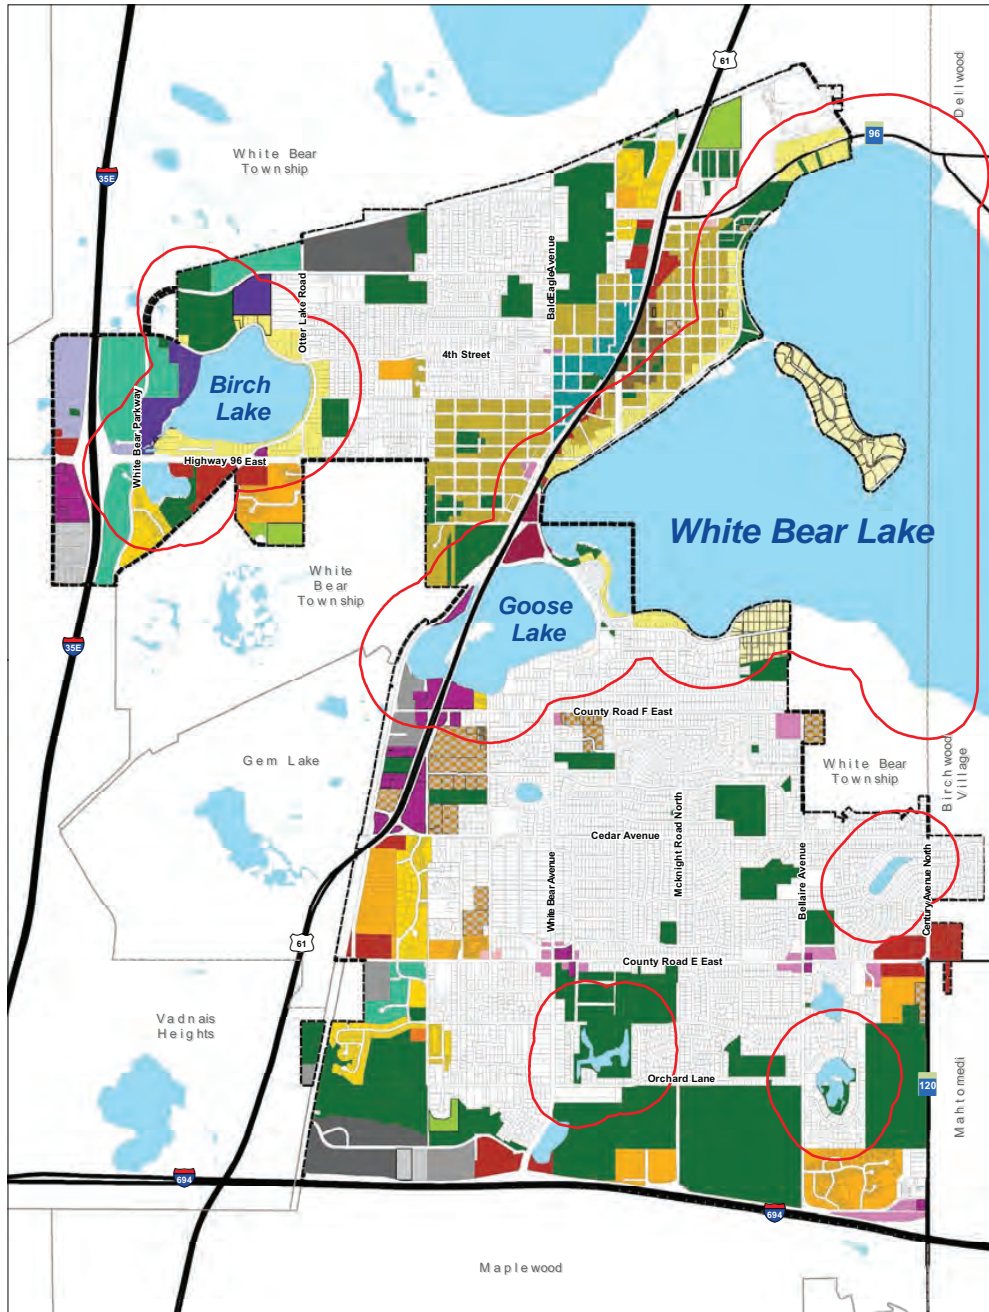 61
Dellwood
96
White Bear
Township
35E
BaldEagleAvenue
Otter Lake Road
4th Street
Birch
Lake
White Bear Parkway
Highway 96 East
White Bear Lake
White
Bear
Township
Goose
Lake
35E
County Road F East
Gem Lake
White Bear
Township
Birchwood
Village
Cedar Avenue
Mcknight Road North
White Bear Avenue
Bellaire Avenue
Century Avenue North
61
County Road E East
Vadnais
Heights
Orchard Lane
120
Mahtomedi
694
694
Maplewood